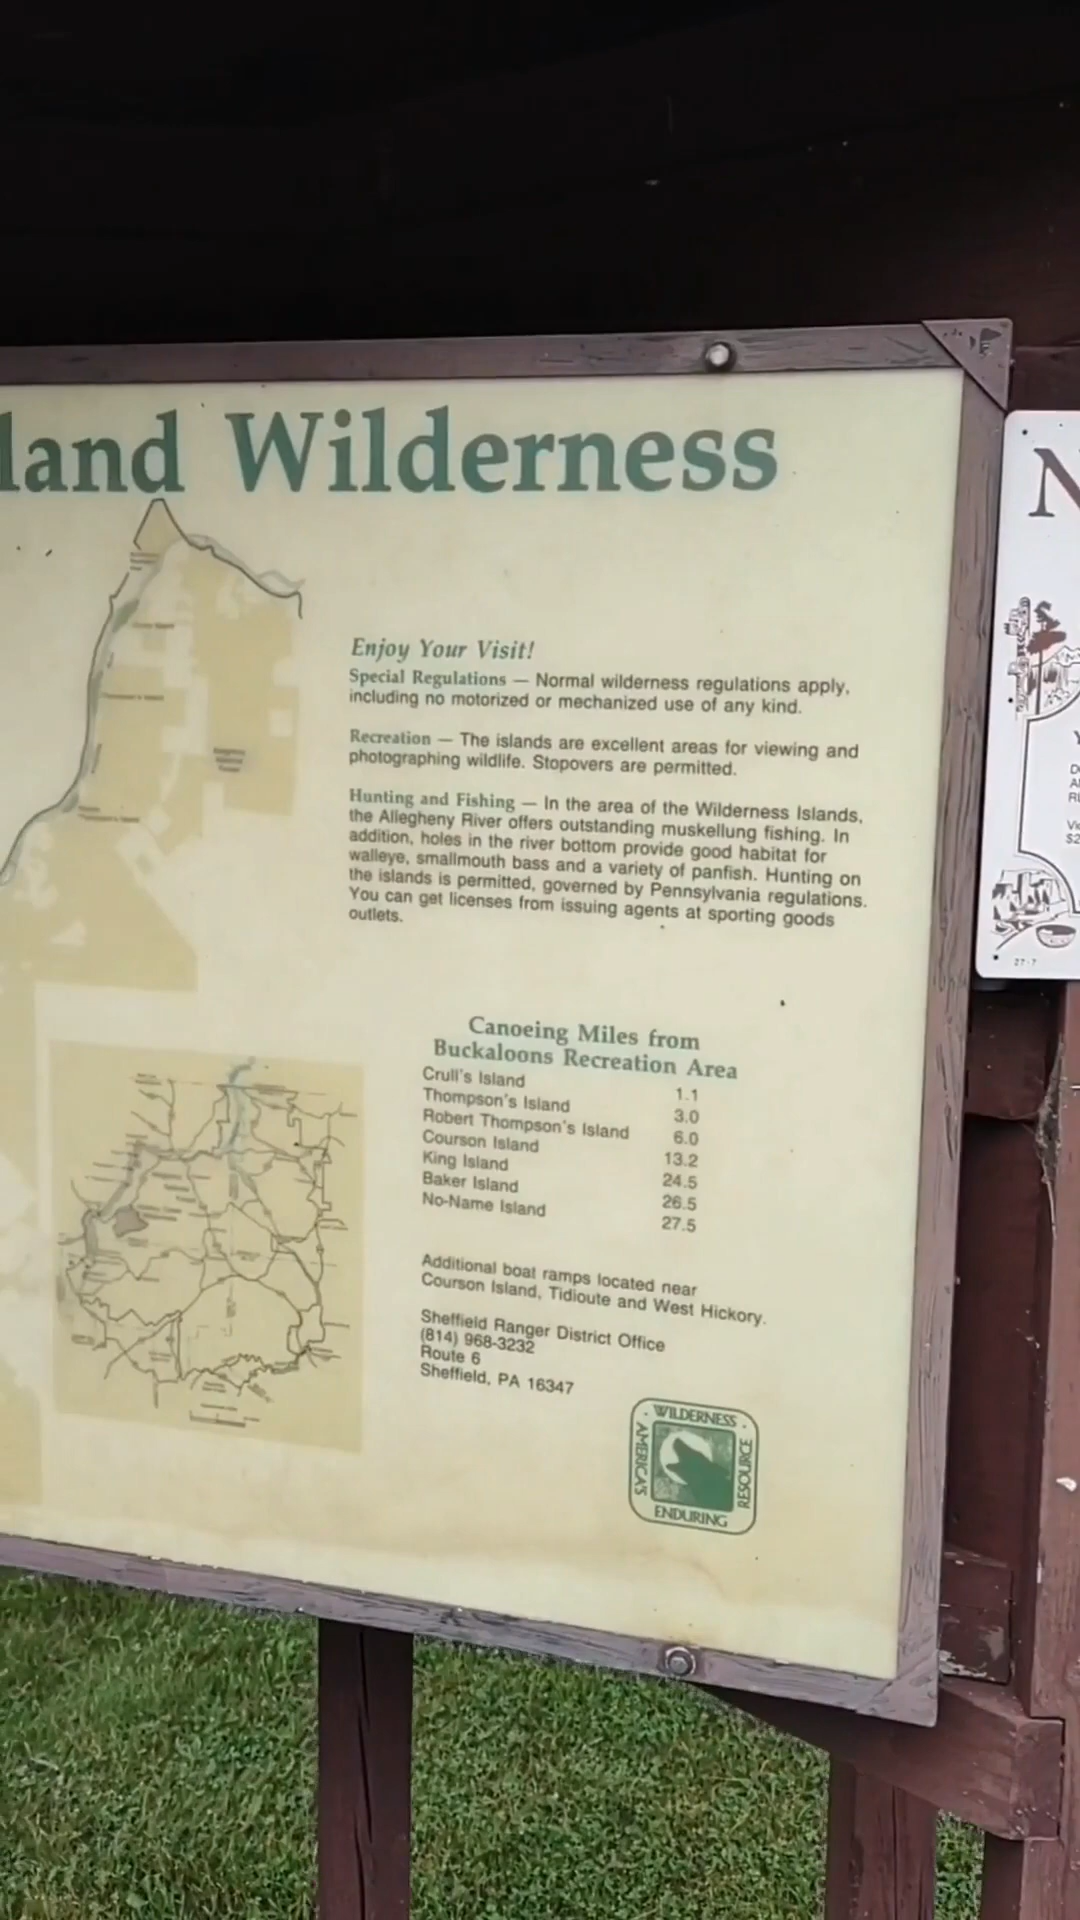 land Wilderness
Enjoy Your Visit!
Special Regulations — Normal wilderness regulations apply,
including no motorized or mechanized use of any kind.
Recreation — The islands are excellent areas for viewing and
photographing wildlife. Stopovers are permitted.
Hunting and Fishing — In the area of the Wilderness Islands,
the Allegheny River offers outstanding muskellung fishing. In
addition, holes in the river bottom provide good habitat for
walleye, smallmouth bass and a variety of panfish. Hunting on
the islands is permitted, governed by Pennsylvania regulations.
You can get licenses from issuing agents at sporting goods
outlets.
Canoeing Miles from
Buckaloons Recreation Area
Crull's Island 1.1
Thompson's Island 3.0
Robert Thompson's Island 6.0
Courson Island 13.2
King Island 24.5
Baker Island 26.5
No-Name Island 27.5
Additional boat ramps located near
Courson Island, Tidioute and West Hickory.
Sheffield Ranger District Office
(814) 968-3232
Route 6
Sheffield, PA 16347
WILDERNESS
AMERICA'S
ENDURING
RESOURCE
N
27-7